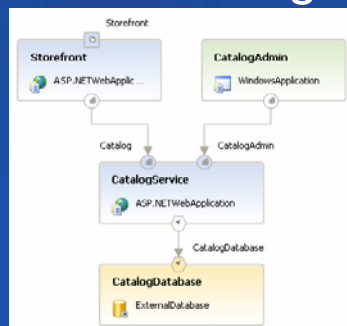 Storefront
Storefront
ASP.NETWebApplic ...
CatalogAdmin
WindowsApplication
Catalog
CatalogAdmin
CatalogService
ASP.NETWebApplication
CatalogDatabase
CatalogDatabase
ExternalDatabase